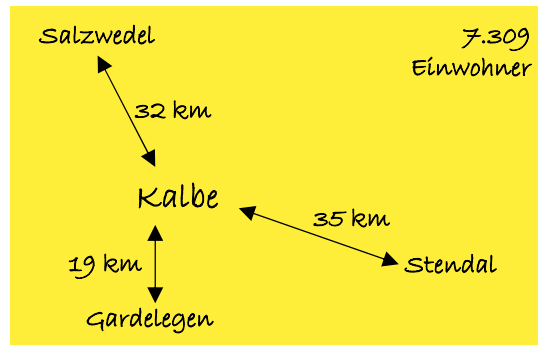 Salzwedel
7.309
Einwohner
32 km
Kalbe
35 km
19 km
Stendal
Gardelegen